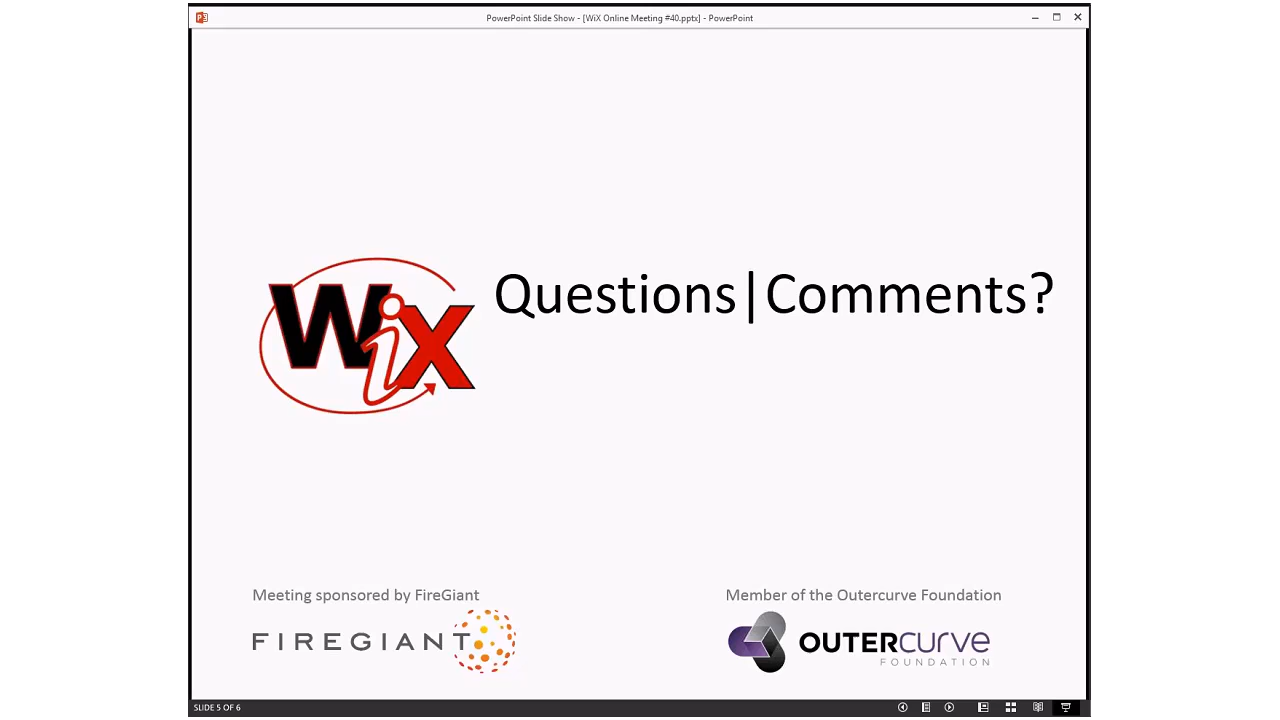 PowerPoint Slide Show - [WiX Online Meeting #40.pptx] - PowerPoint
WiX
Questions|Comments?
Meeting sponsored by FireGiant
Member of the Outercurve Foundation
FIREGIANT
OUTERCURVE
FOUNDATION
SLIDE 5 OF 6